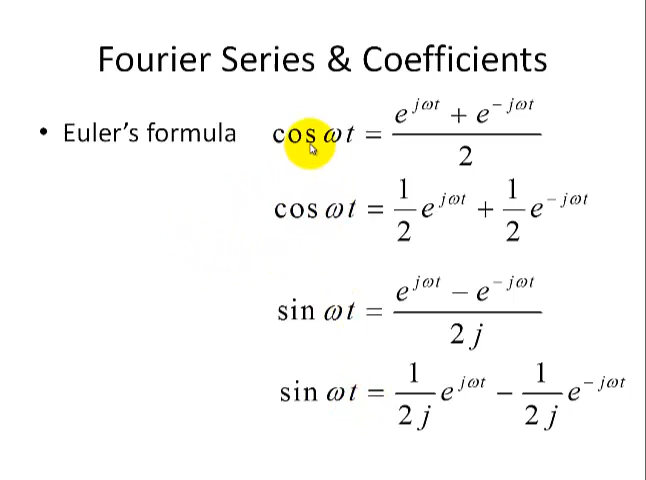 Fourier Series & Coefficients
• Euler's formula cos ωt = (e^{jωt} + e^{-jωt}) / 2
cos ωt = 1/2 e^{jωt} + 1/2 e^{-jωt}
sin ωt = (e^{jωt} - e^{-jωt}) / 2j
sin ωt = 1/2j e^{jωt} - 1/2j e^{-jωt}